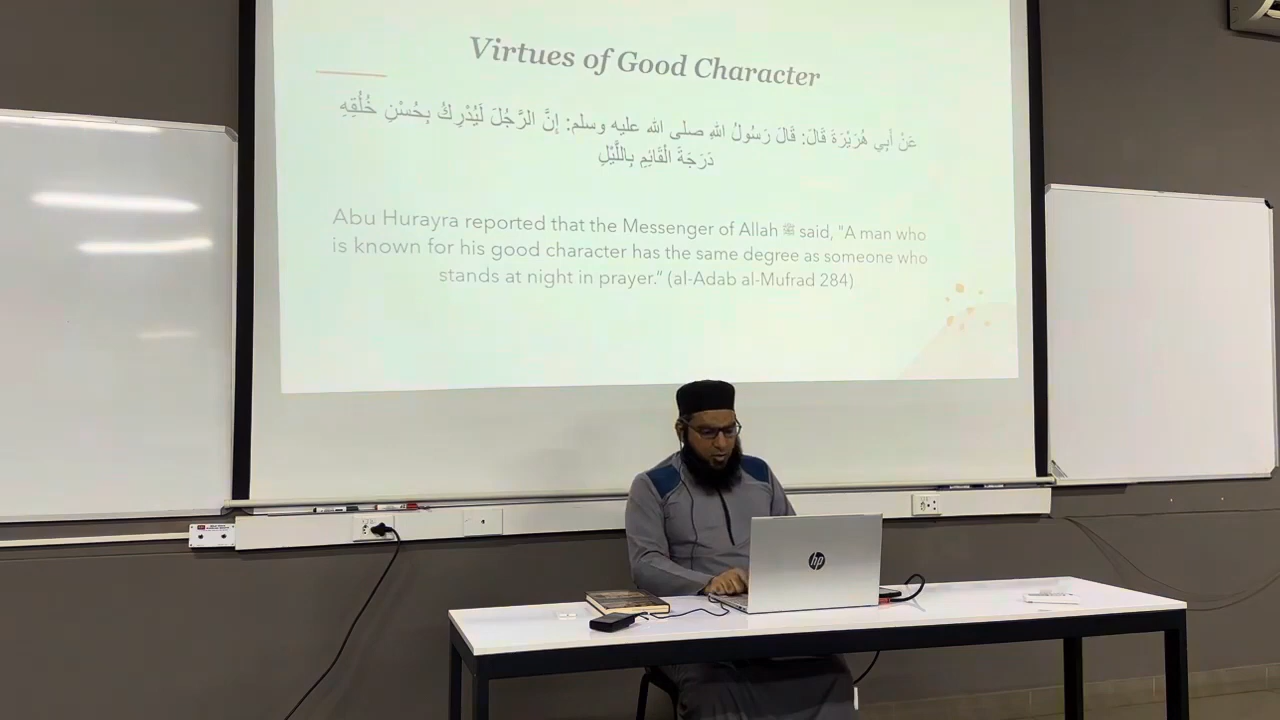 Virtues of Good Character
عَنْ أَبِي هُرَيْرَةَ قَالَ: قَالَ رَسُولُ اللَّهِ صلى الله عليه وسلم: إِنَّ الرَّجُلَ لَيُدْرِكُ بِحُسْنِ خُلُقِهِ
دَرَجَةَ الْقَائِمِ بِاللَّيْلِ
Abu Hurayra reported that the Messenger of Allah ﷺ said, "A man who
is known for his good character has the same degree as someone who
stands at night in prayer.” (al-Adab al-Mufrad 284)
hp